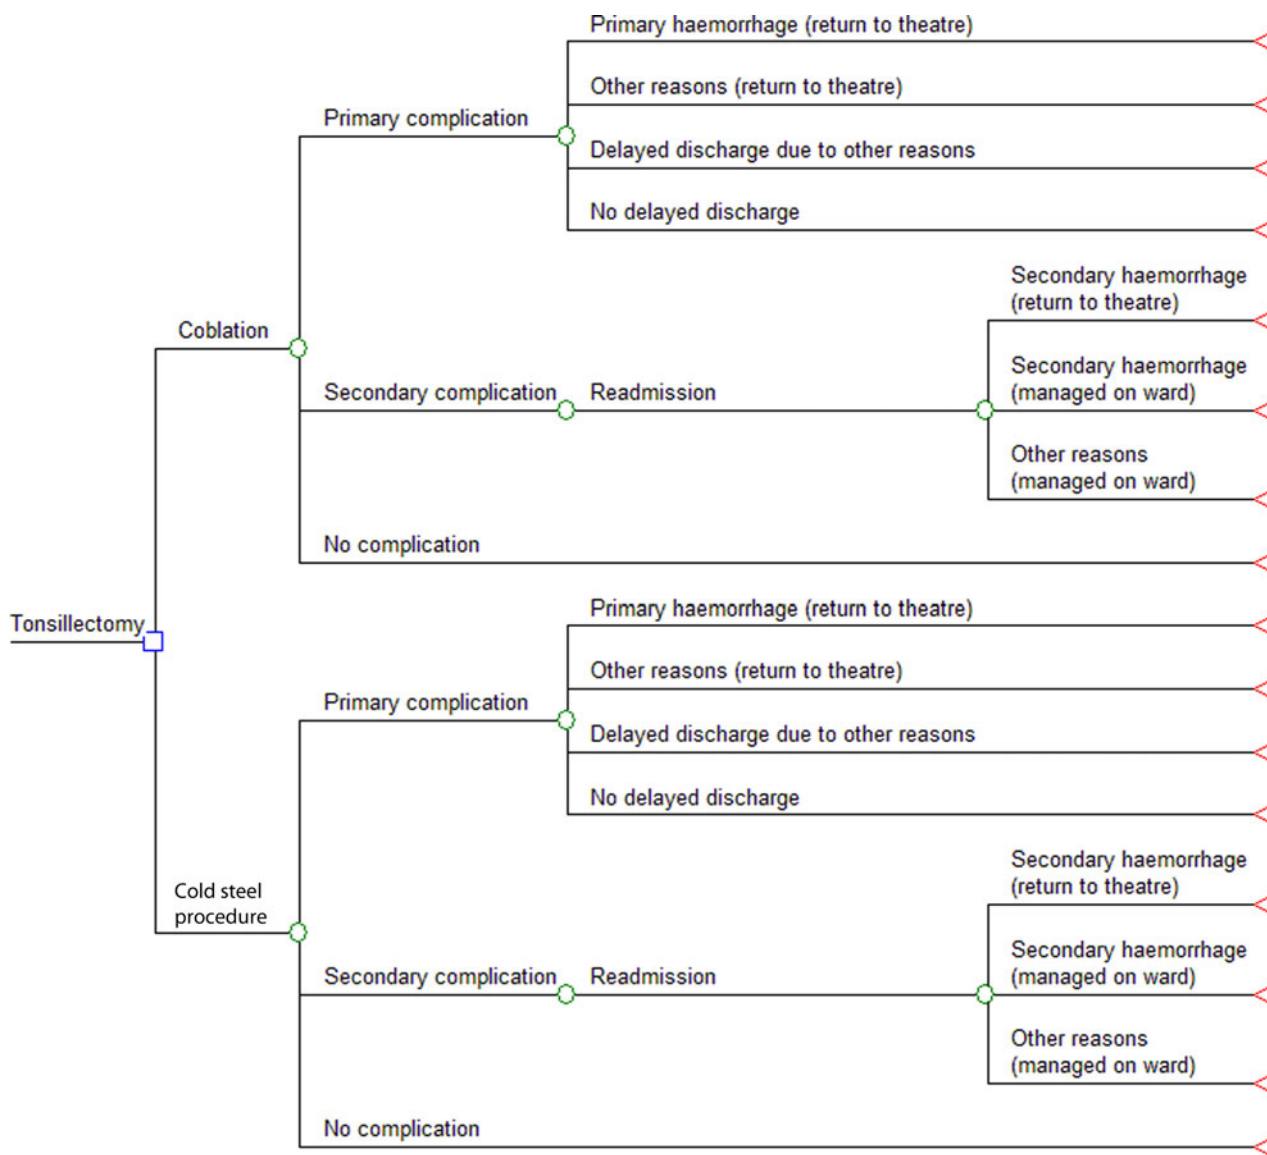 Primary haemorrhage (return to theatre)
Other reasons (return to theatre)
Primary complication
Delayed discharge due to other reasons
No delayed discharge
Secondary haemorrhage
(return to theatre)
Coblation
Secondary complication
Readmission
Secondary haemorrhage
(managed on ward)
Other reasons
(managed on ward)
No complication
Tonsillectomy
Primary haemorrhage (return to theatre)
Other reasons (return to theatre)
Primary complication
Delayed discharge due to other reasons
No delayed discharge
Secondary haemorrhage
(return to theatre)
Cold steel
procedure
Secondary complication
Readmission
Secondary haemorrhage
(managed on ward)
Other reasons
(managed on ward)
No complication